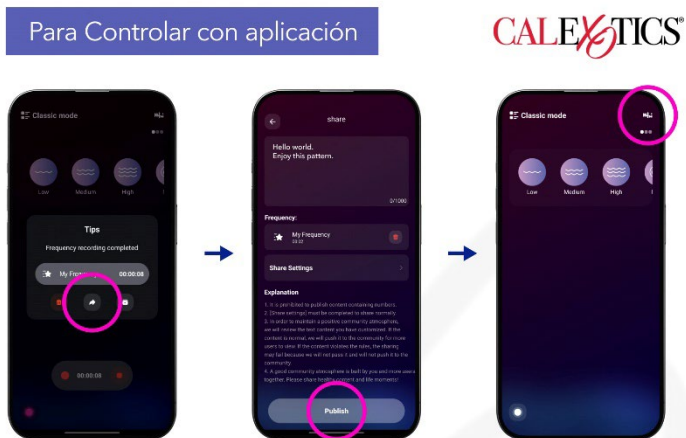 Para Controlar con aplicación
CALEXOTICS®
Classic mode
Low Medium High
Tips
Frequency recording completed
My Frequency 00:00:08
00:00:08
share
Hello world.
Enjoy this pattern.
0/1000
Frequency:
My Frequency
Share Settings
Explanation
1. It is prohibited to publish content containing numbers.
2. [Share settings] must be completed to share normally.
3. In order to maintain a positive community atmosphere,
we will review the text content you have customized. If the
content is normal, we will push it to the community for more
users to view. If the content violates the rules, the sharing
may fail because we will not pass it and will not push it to the
community.
4. A good community atmosphere is built by you and more users
together. Please share healthy content and life moments!
Publish
Classic mode
Low Medium High